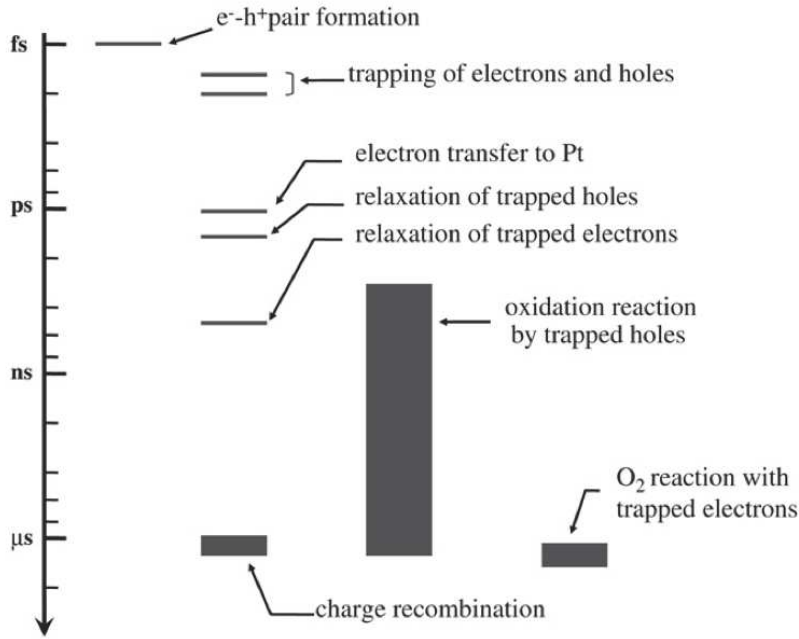 e⁻-h⁺pair formation
fs
trapping of electrons and holes
electron transfer to Pt
relaxation of trapped holes
ps
relaxation of trapped electrons
oxidation reaction
by trapped holes
ns
O₂ reaction with
trapped electrons
μs
charge recombination